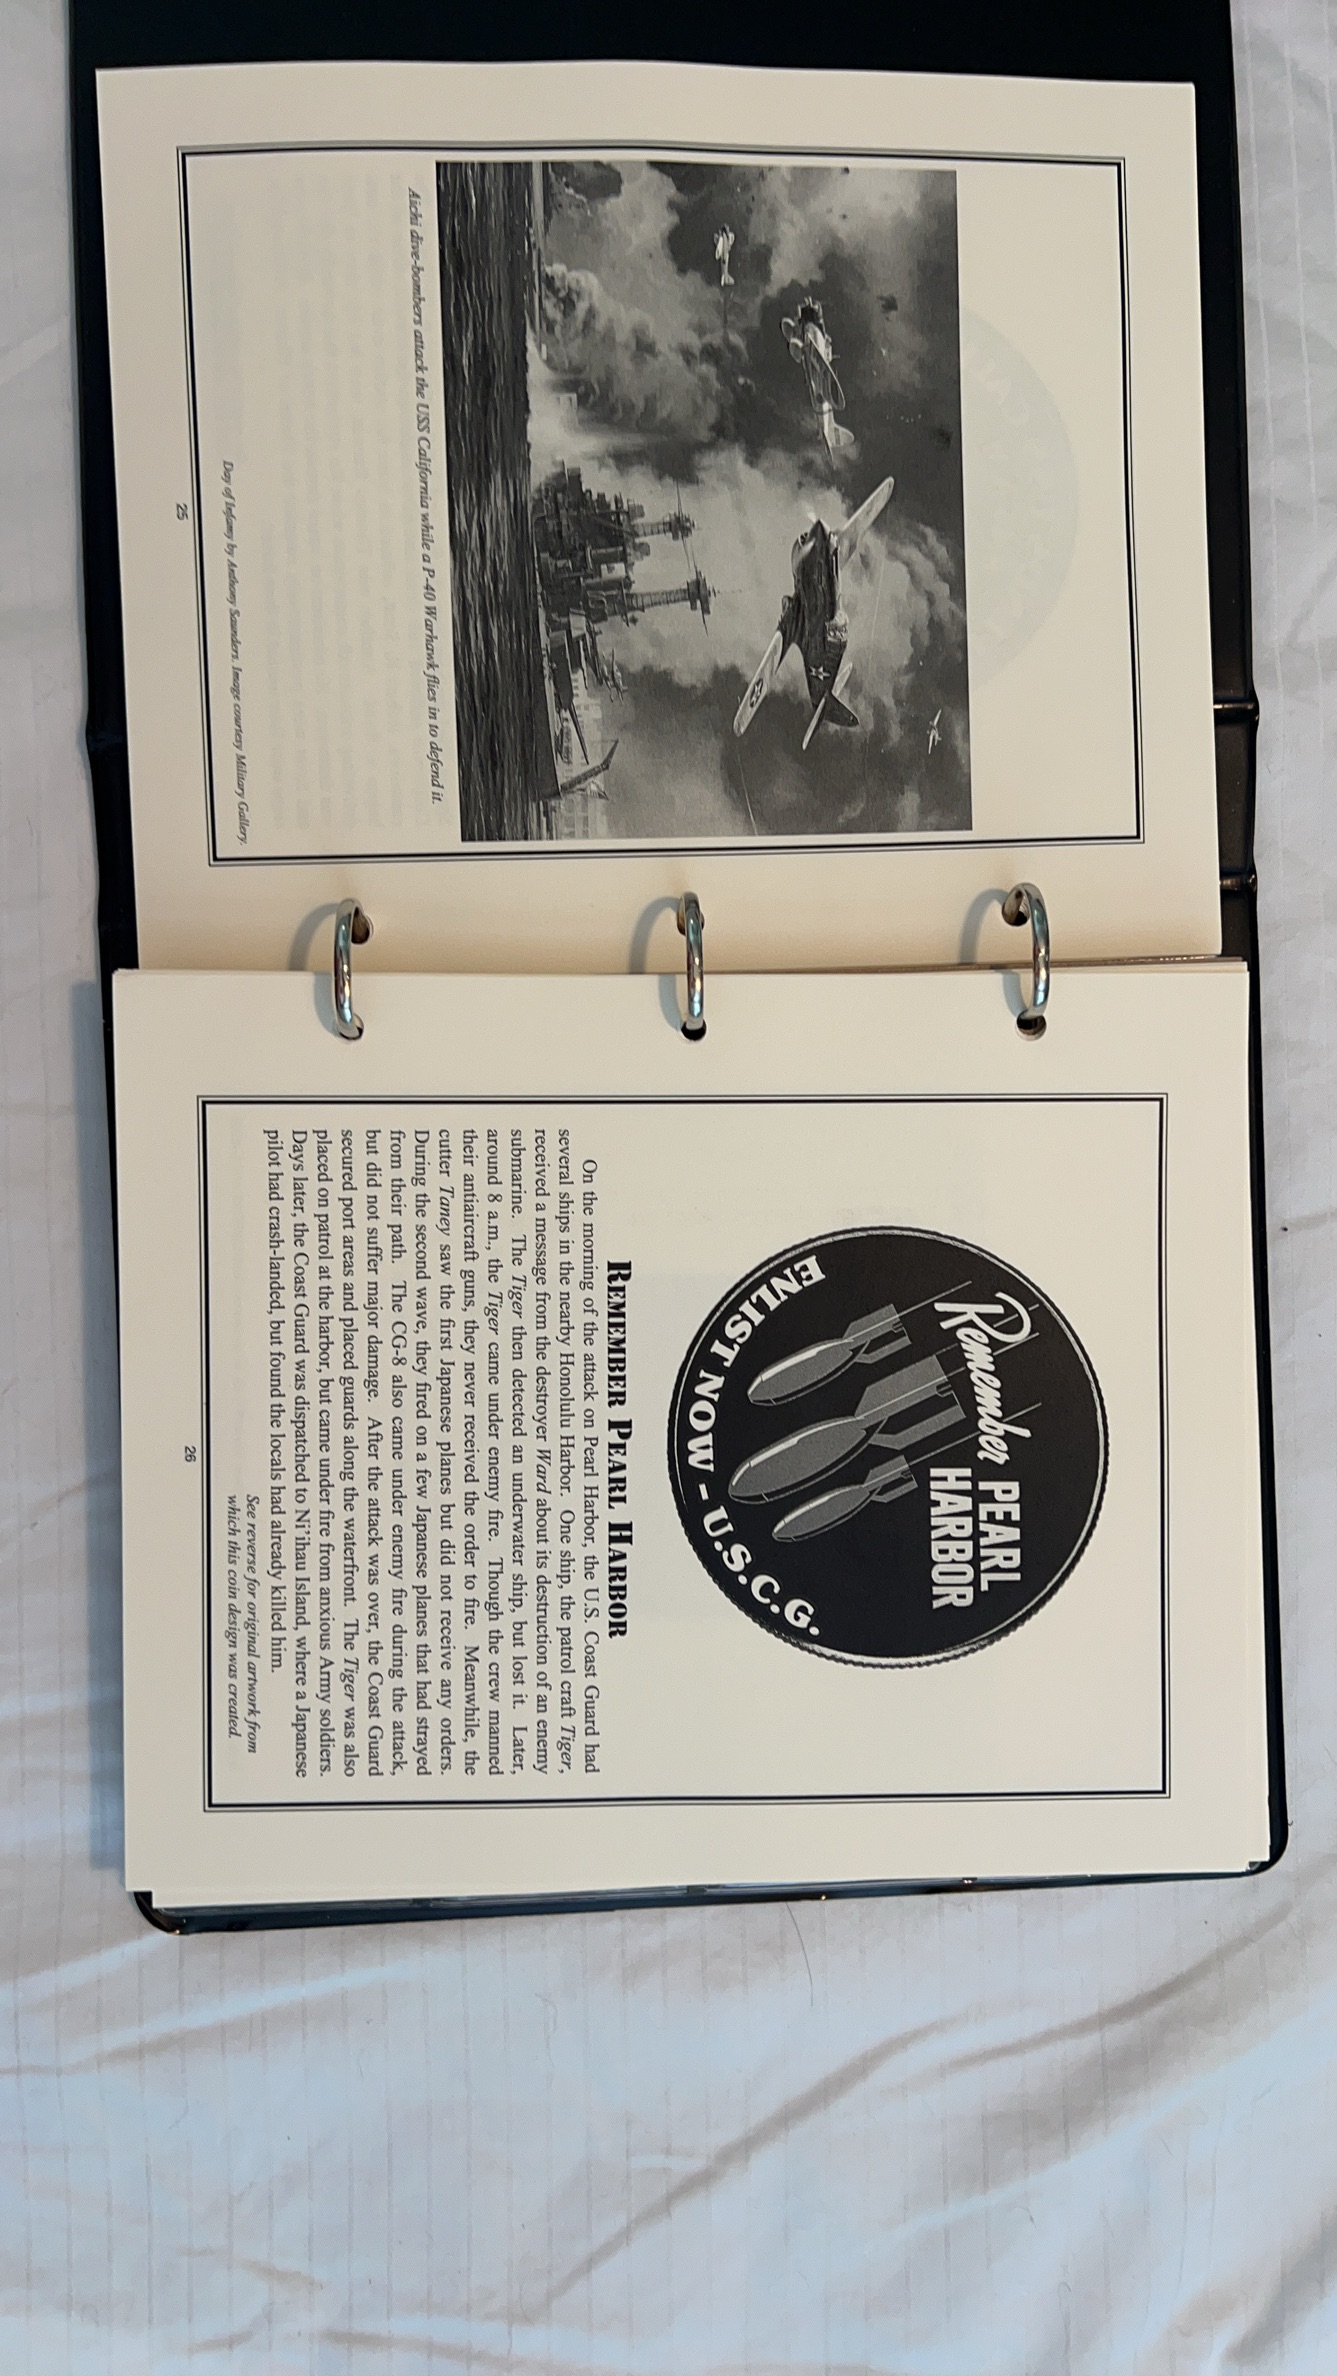 Aichi dive-bombers attack the USS California while a P-40 Warhawk flies in to defend it.
Day of Infamy by Anthony Saunders. Image courtesy Military Gallery.
25
Remember PEARL
HARBOR
ENLIST NOW - U.S.C.G.
REMEMBER PEARL HARBOR
On the morning of the attack on Pearl Harbor, the U.S. Coast Guard had
several ships in the nearby Honolulu Harbor. One ship, the patrol craft Tiger,
received a message from the destroyer Ward about its destruction of an enemy
submarine. The Tiger then detected an underwater ship, but lost it. Later,
around 8 a.m., the Tiger came under enemy fire. Though the crew manned
their antiaircraft guns, they never received the order to fire. Meanwhile, the
cutter Taney saw the first Japanese planes but did not receive any orders.
During the second wave, they fired on a few Japanese planes that had strayed
from their path. The CG-8 also came under enemy fire during the attack,
but did not suffer major damage. After the attack was over, the Coast Guard
secured port areas and placed guards along the waterfront. The Tiger was also
placed on patrol at the harbor, but came under fire from anxious Army soldiers.
Days later, the Coast Guard was dispatched to Ni'ihau Island, where a Japanese
pilot had crash-landed, but found the locals had already killed him.
See reverse for original artwork from
which this coin design was created.
26